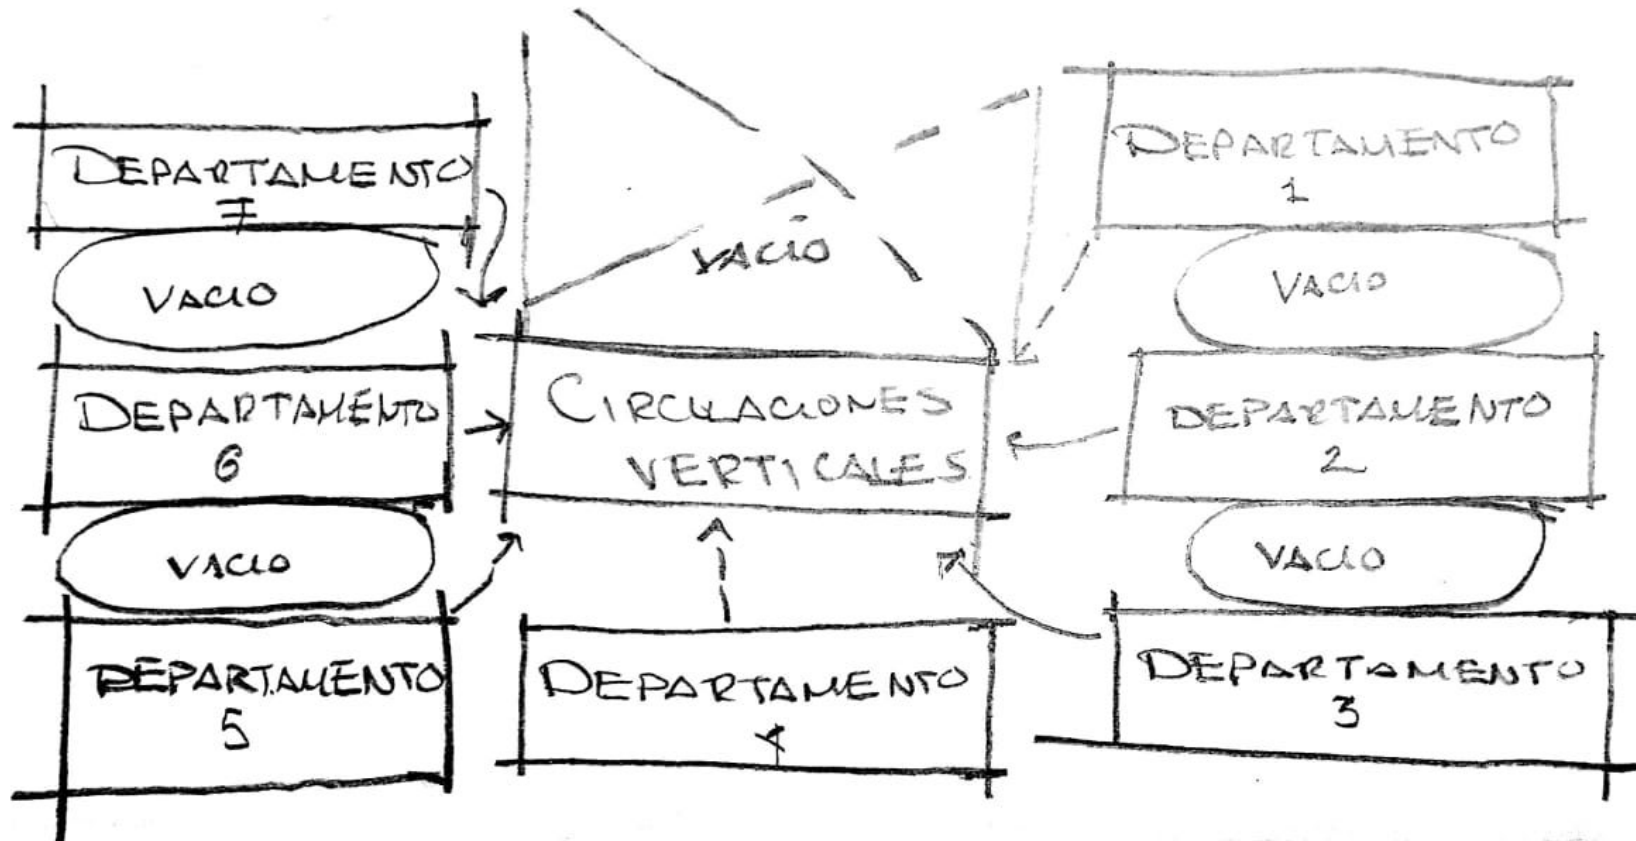 DEPARTAMENTO
7
VACIO
DEPARTAMENTO
6
VACIO
DEPARTAMENTO
5
VACIO
CIRCULACIONES
VERTICALES
DEPARTAMENTO
4
DEPARTAMENTO
1
VACIO
DEPARTAMENTO
2
VACIO
DEPARTAMENTO
3